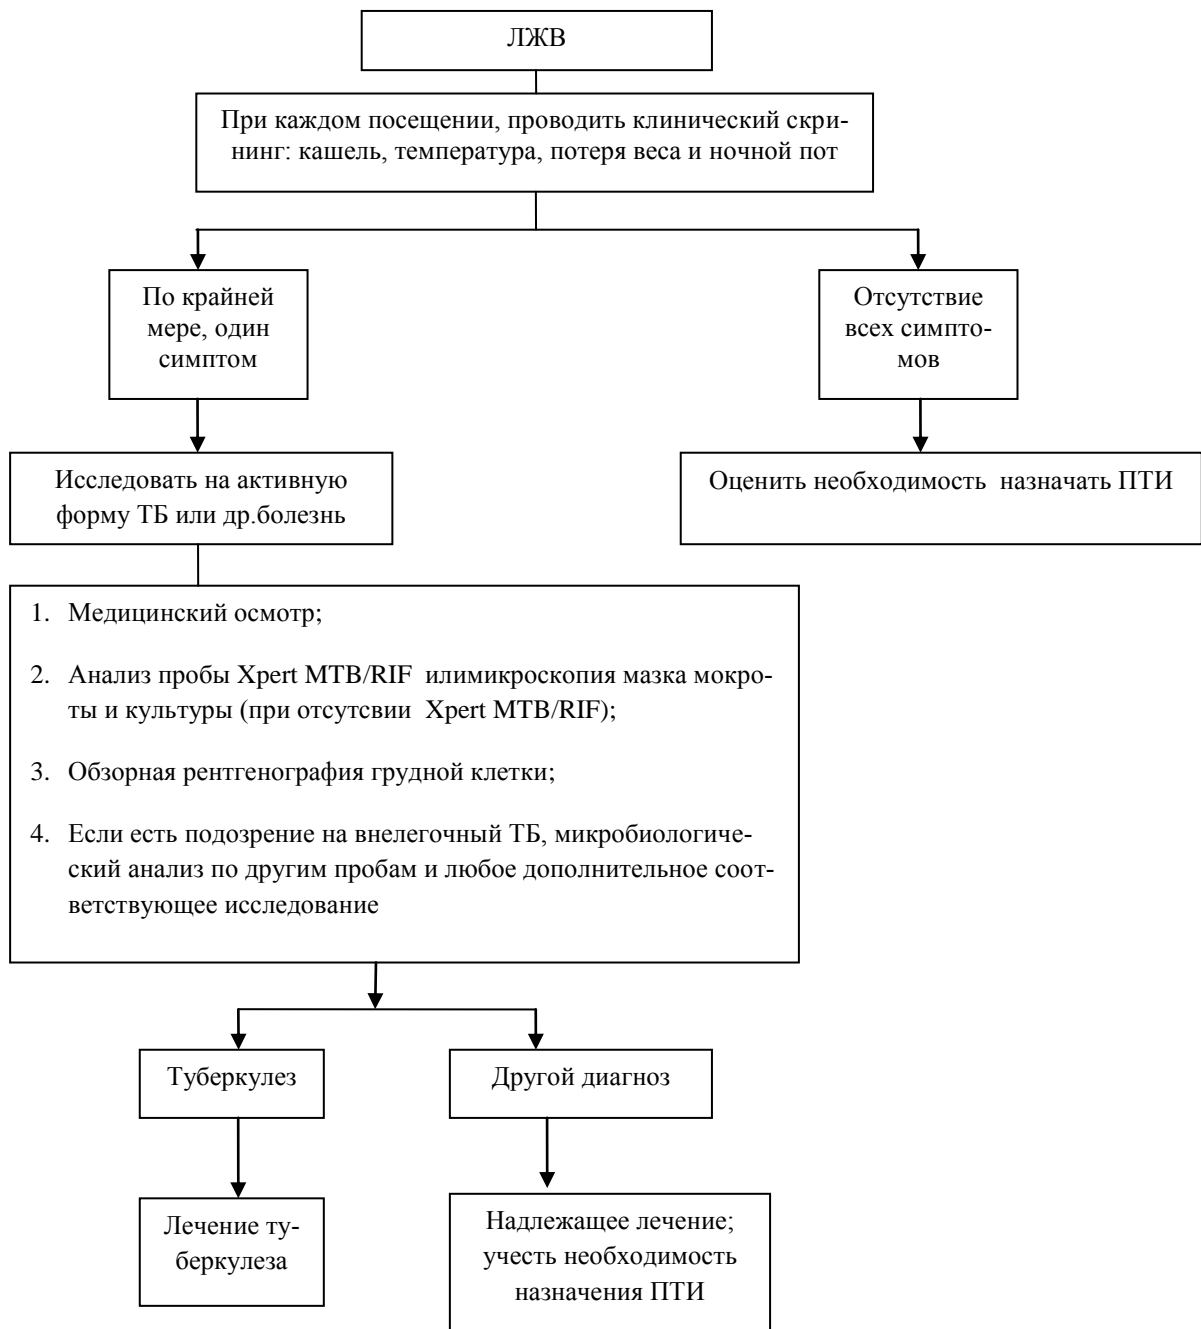 ЛЖВ
При каждом посещении, проводить клинический скри-
нинг: кашель, температура, потеря веса и ночной пот
По крайней
мере, один
симптом
Отсутствие
всех симпто-
мов
Исследовать на активную
форму ТБ или др.болезнь
Оценить необходимость назначать ПТИ
1. Медицинский осмотр;
2. Анализ пробы Xpert MTB/RIF илимикроскопия мазка мокро-
ты и культуры (при отсутсвии Xpert MTB/RIF);
3. Обзорная рентгенография грудной клетки;
4. Если есть подозрение на внелегочный ТБ, микробиологиче-
ский анализ по другим пробам и любое дополнительное соот-
ветствующее исследование
Туберкулез
Другой диагноз
Лечение ту-
беркулеза
Надлежащее лечение;
учесть необходимость
назначения ПТИ